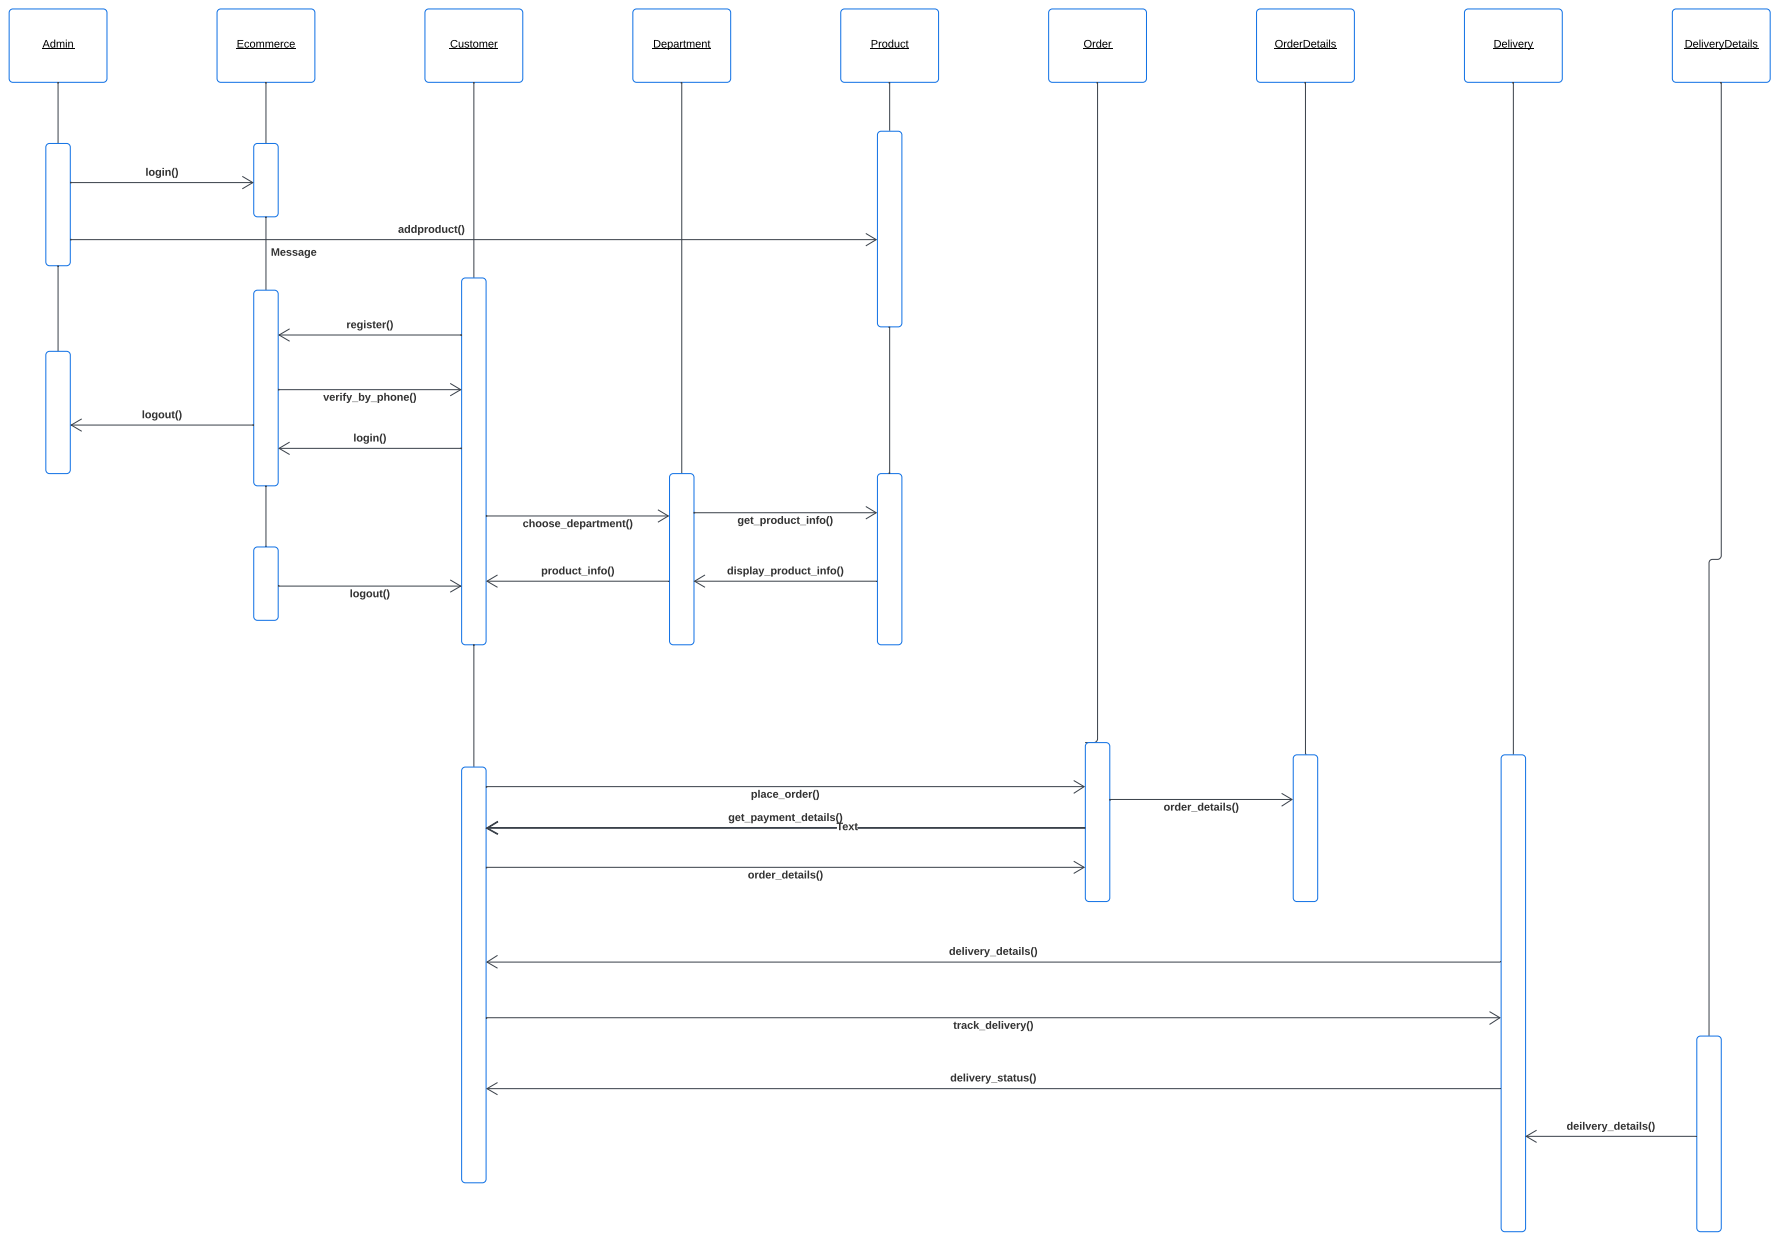 Admin
Ecommerce
Customer
Department
Product
Order
OrderDetails
Delivery
DeliveryDetails
login()
addproduct()
Message
register()
verify_by_phone()
logout()
login()
get_product_info()
choose_department()
product_info()
display_product_info()
logout()
place_order()
order_details()
get_payment_details()
Text
order_details()
delivery_details()
track_delivery()
delivery_status()
deilvery_details()